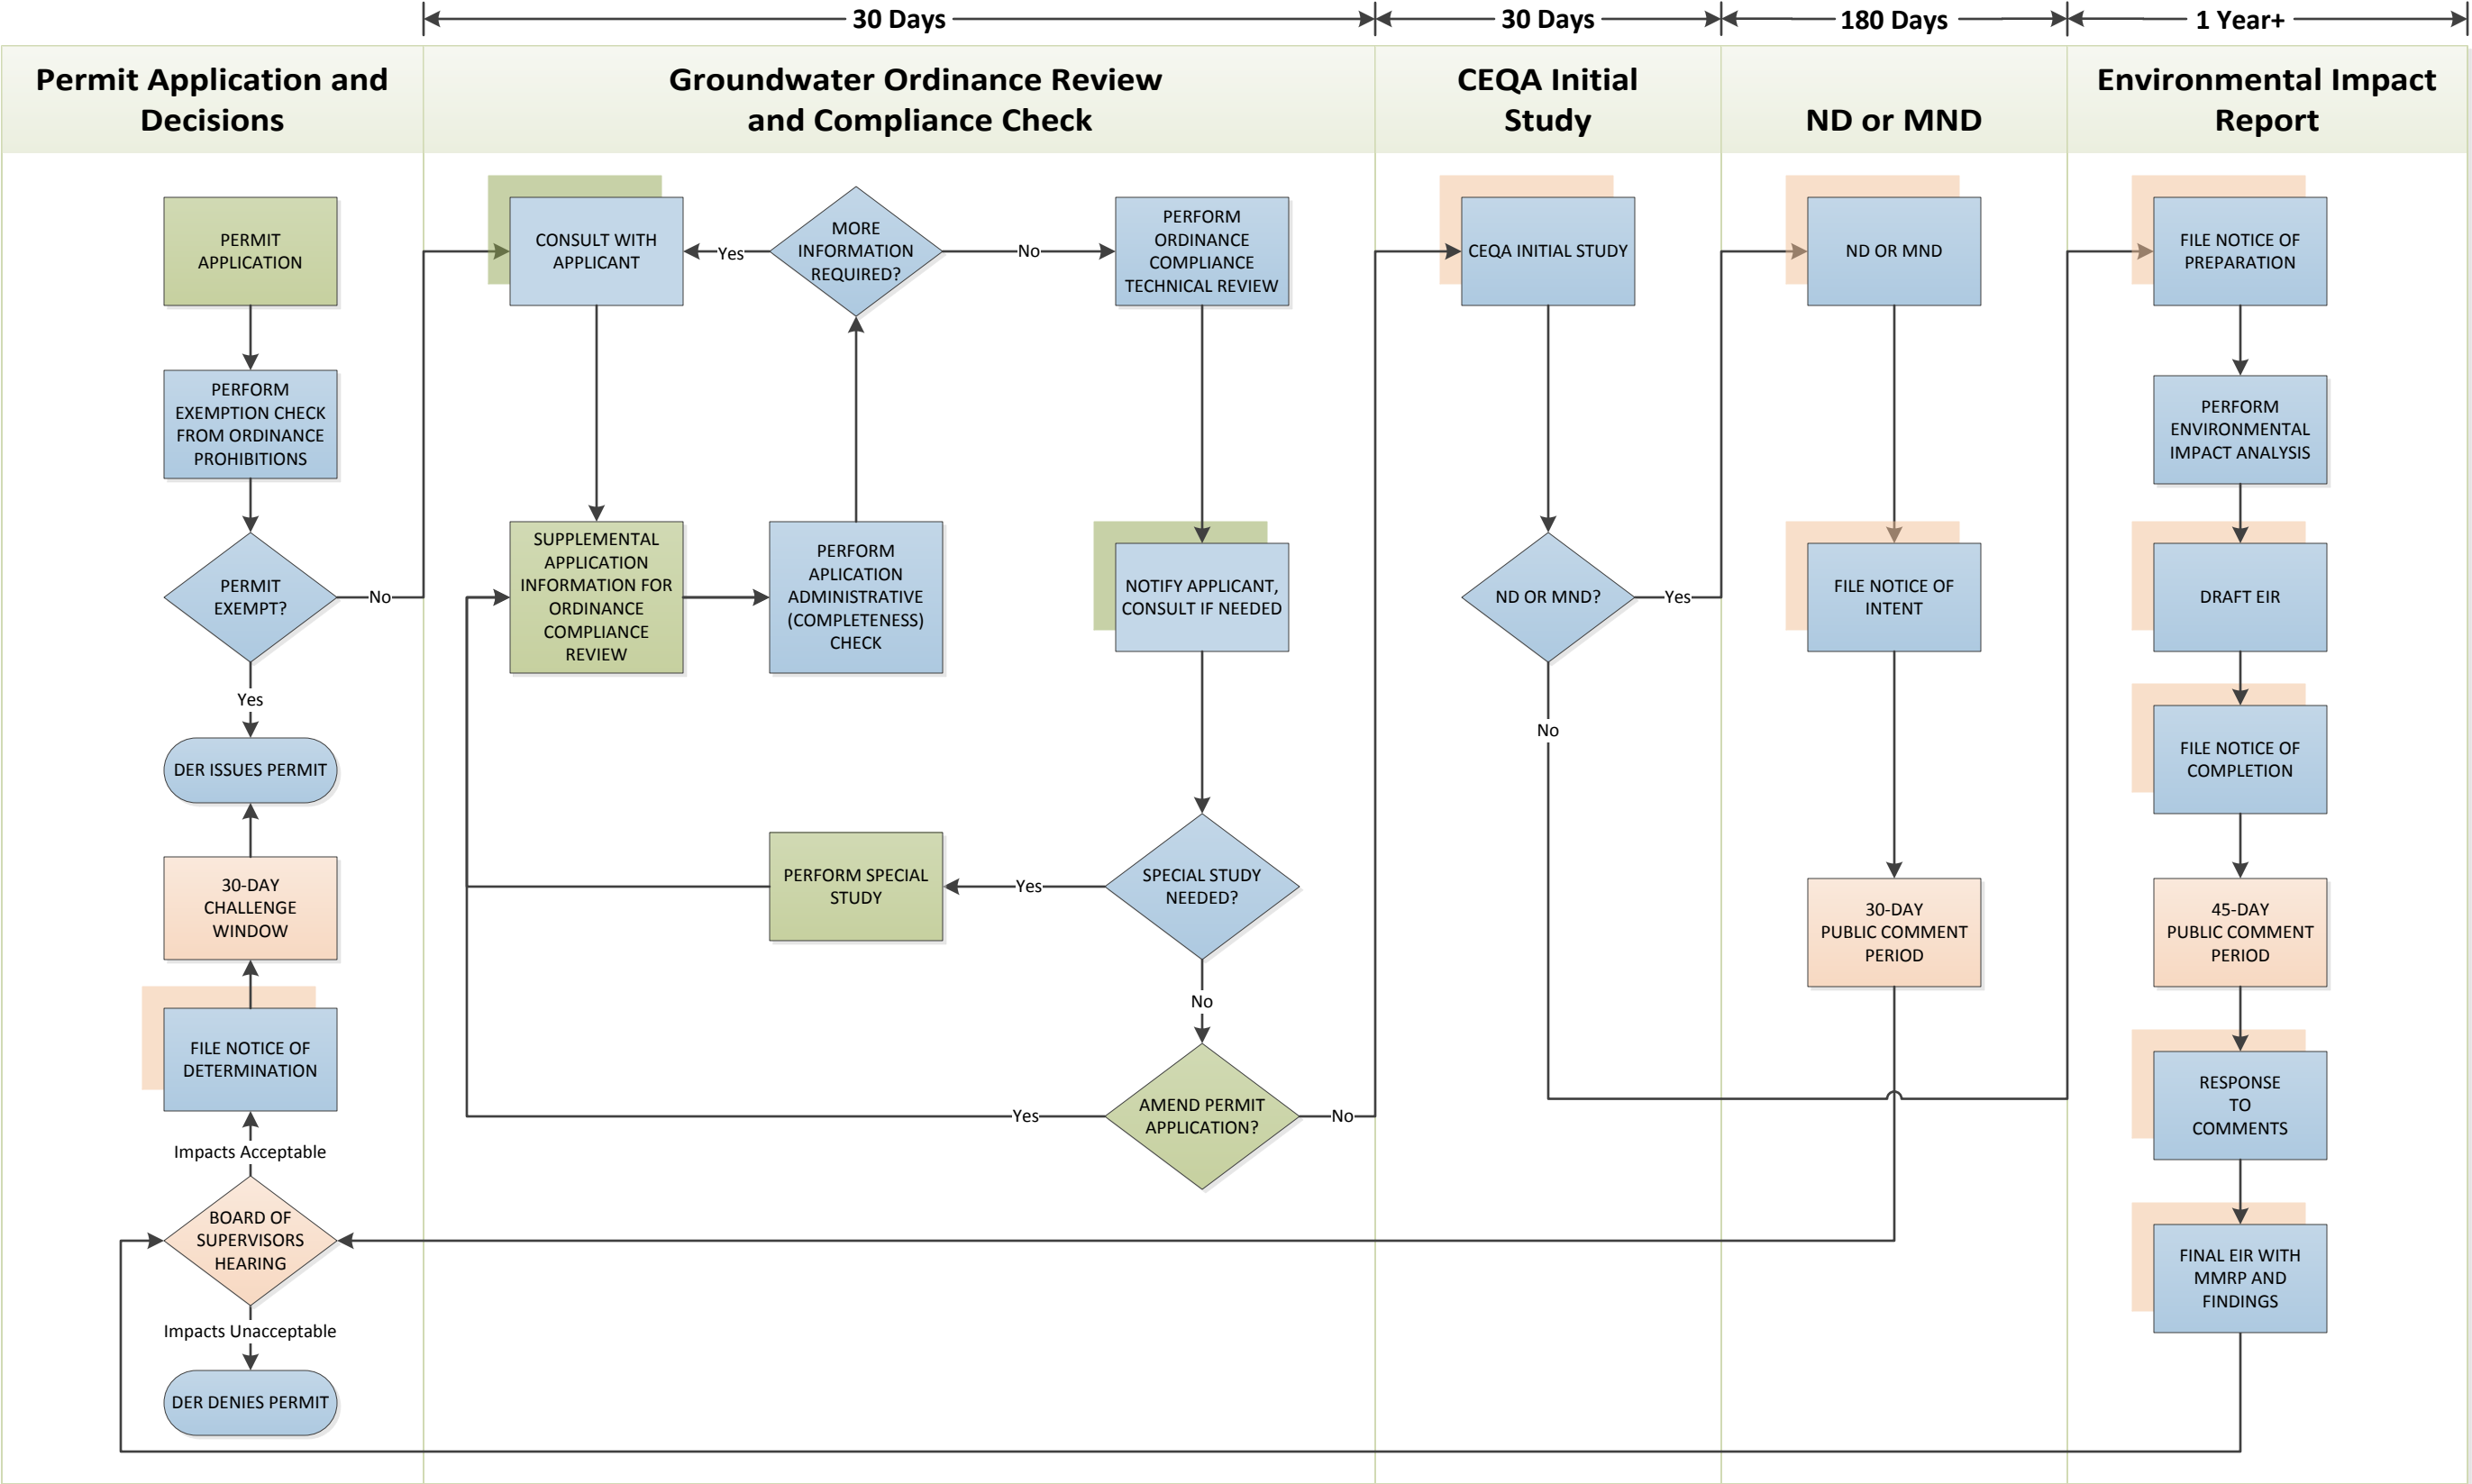 30 Days
30 Days
180 Days
1 Year+
Permit Application and
Decisions
Groundwater Ordinance Review
and Compliance Check
CEQA Initial
Study
ND or MND
Environmental Impact
Report
PERMIT
APPLICATION
PERFORM
EXEMPTION CHECK
FROM ORDINANCE
PROHIBITIONS
PERMIT
EXEMPT?
No
Yes
DER ISSUES PERMIT
30-DAY
CHALLENGE
WINDOW
FILE NOTICE OF
DETERMINATION
Impacts Acceptable
BOARD OF
SUPERVISORS
HEARING
Impacts Unacceptable
DER DENIES PERMIT
CONSULT WITH
APPLICANT
Yes
MORE
INFORMATION
REQUIRED?
No
PERFORM
ORDINANCE
COMPLIANCE
TECHNICAL REVIEW
SUPPLEMENTAL
APPLICATION
INFORMATION FOR
ORDINANCE
COMPLIANCE
REVIEW
PERFORM
APLICATION
ADMINISTRATIVE
(COMPLETENESS)
CHECK
NOTIFY APPLICANT,
CONSULT IF NEEDED
PERFORM SPECIAL
STUDY
Yes
SPECIAL STUDY
NEEDED?
No
Yes
AMEND PERMIT
APPLICATION?
No
CEQA INITIAL STUDY
ND OR MND?
Yes
No
ND OR MND
FILE NOTICE OF
INTENT
30-DAY
PUBLIC COMMENT
PERIOD
FILE NOTICE OF
PREPARATION
PERFORM
ENVIRONMENTAL
IMPACT ANALYSIS
DRAFT EIR
FILE NOTICE OF
COMPLETION
45-DAY
PUBLIC COMMENT
PERIOD
RESPONSE
TO
COMMENTS
FINAL EIR WITH
MMRP AND
FINDINGS